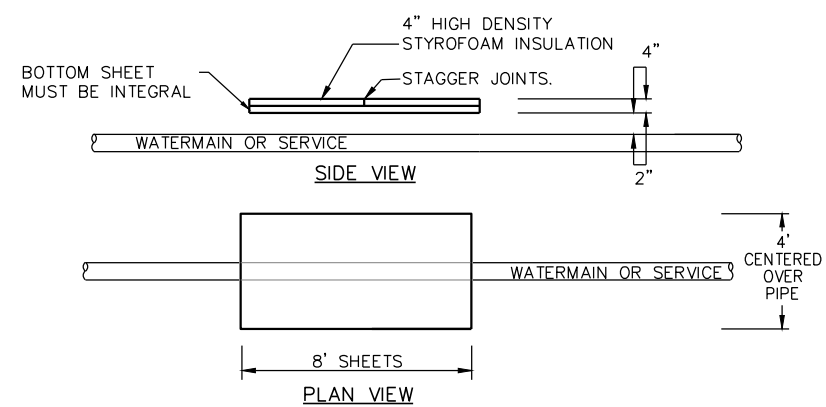 4" HIGH DENSITY
STYROFOAM INSULATION
4"
BOTTOM SHEET
MUST BE INTEGRAL
STAGGER JOINTS.
WATERMAIN OR SERVICE
SIDE VIEW
2"
4'
CENTERED
OVER
PIPE
WATERMAIN OR SERVICE
8' SHEETS
PLAN VIEW